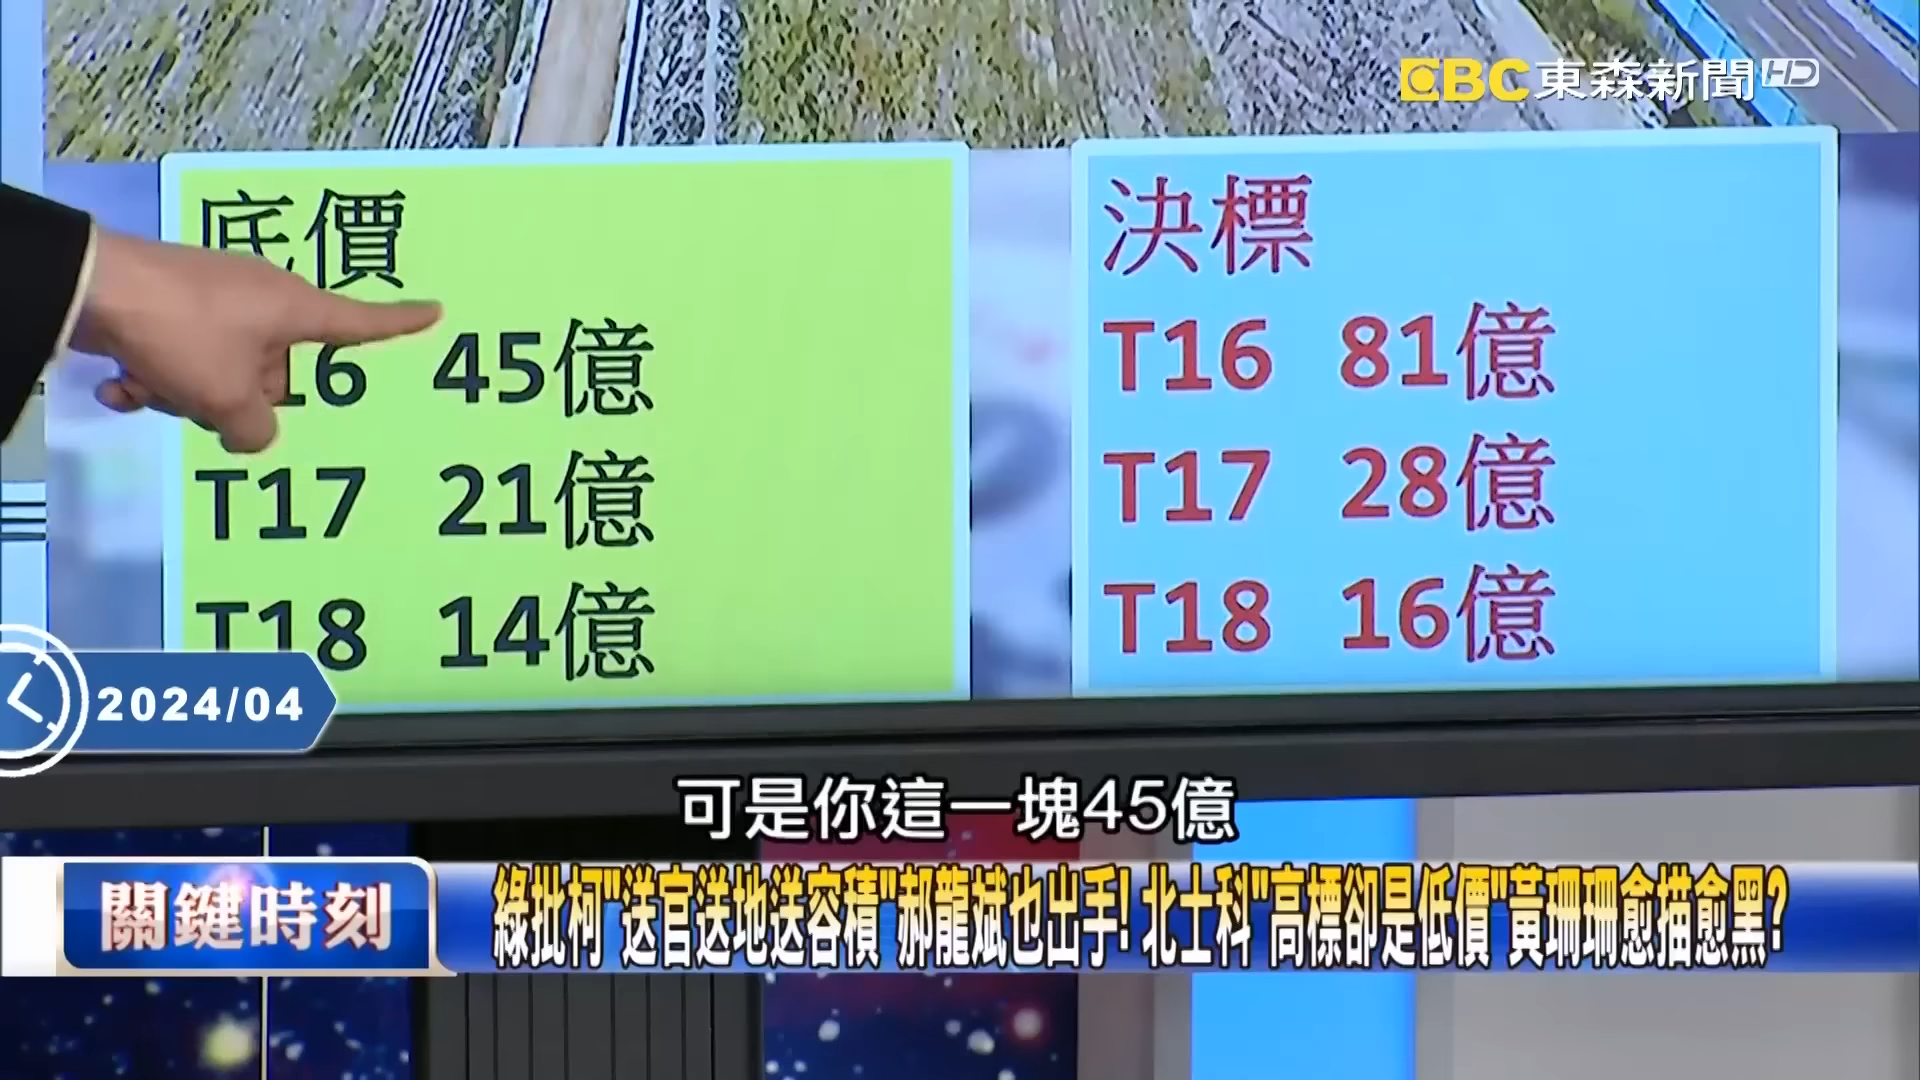 EBC東森新聞HD
底價
16 45億
T17 21億
T18 14億
決標
T16 81億
T17 28億
T18 16億
2024/04
可是你這一塊45億
關鍵時刻
綠批柯"送官送地送容積"郝龍斌也出手!北士科"高標卻是低價"黃珊珊愈描愈黑?